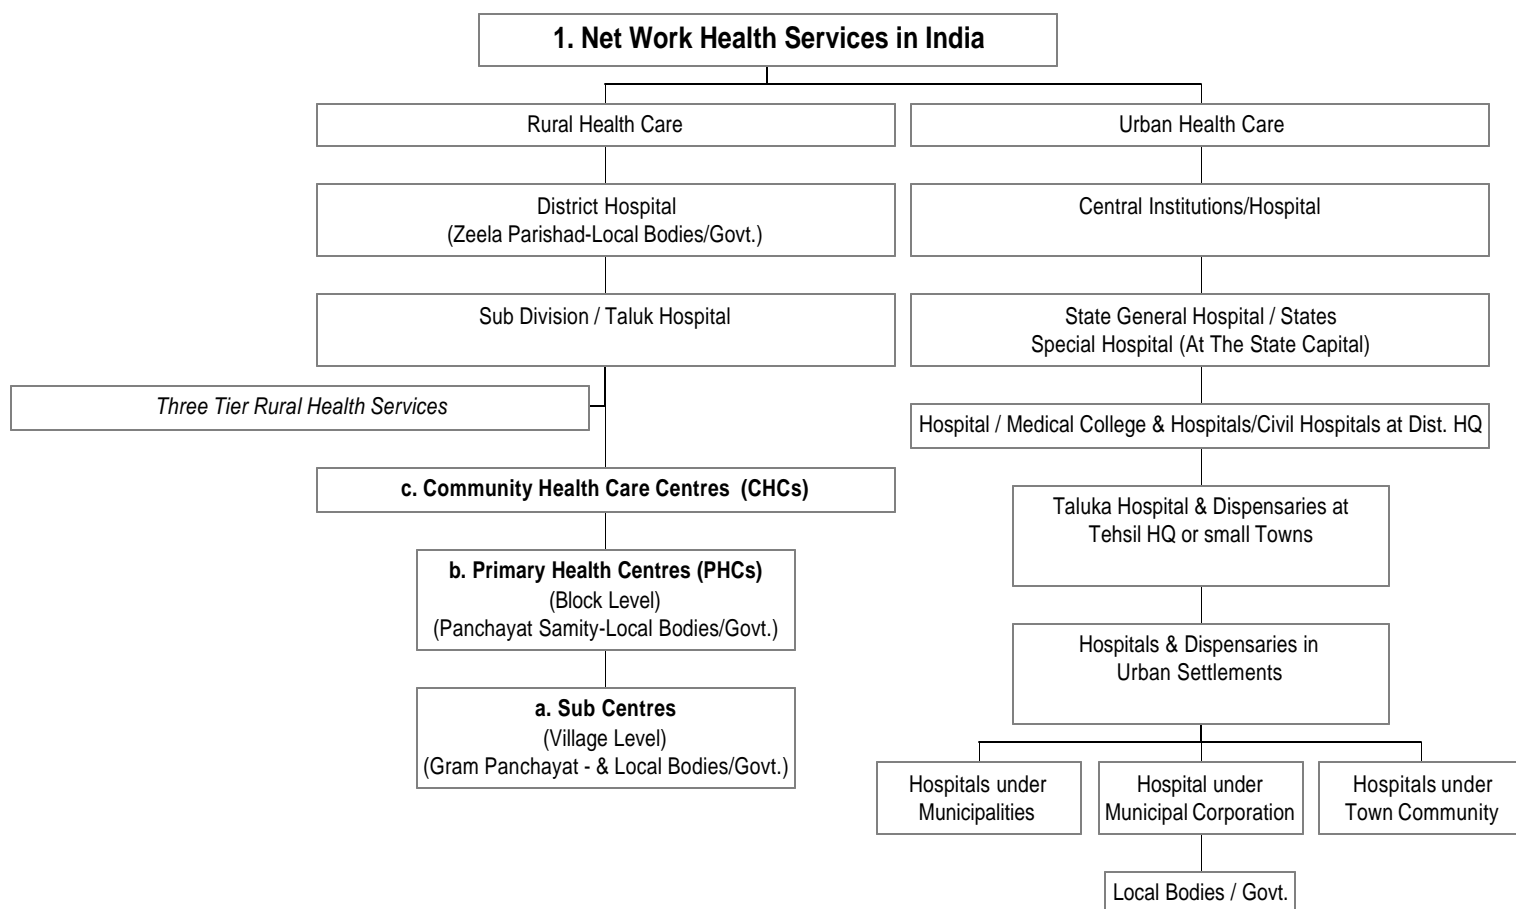 1. Net Work Health Services in India
Rural Health Care
District Hospital
(Zeela Parishad-Local Bodies/Govt.)
Sub Division / Taluk Hospital
Three Tier Rural Health Services
c. Community Health Care Centres (CHCs)
b. Primary Health Centres (PHCs)
(Block Level)
(Panchayat Samity-Local Bodies/Govt.)
a. Sub Centres
(Village Level)
(Gram Panchayat - & Local Bodies/Govt.)
Urban Health Care
Central Institutions/Hospital
State General Hospital / States
Special Hospital (At The State Capital)
Hospital / Medical College & Hospitals/Civil Hospitals at Dist. HQ
Taluka Hospital & Dispensaries at
Tehsil HQ or small Towns
Hospitals & Dispensaries in
Urban Settlements
Hospitals under
Municipalities
Hospital under
Municipal Corporation
Hospitals under
Town Community
Local Bodies / Govt.